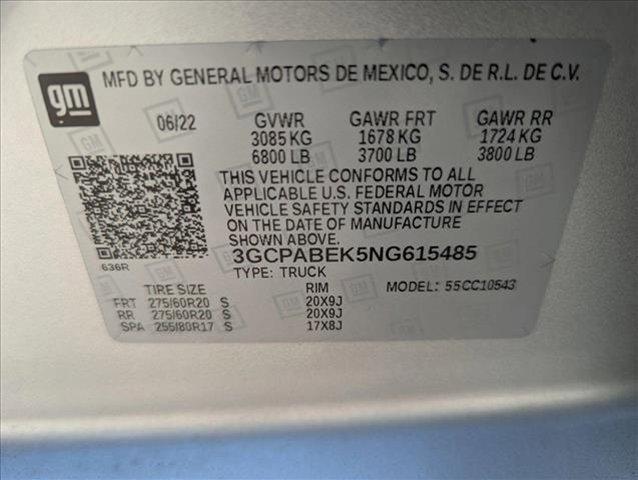 gm MFD BY GENERAL MOTORS DE MEXICO, S. DE R.L. DE C.V.
06/22 GVWR GAWR FRT GAWR RR
3085 KG 1678 KG 1724 KG
6800 LB 3700 LB 3800 LB
THIS VEHICLE CONFORMS TO ALL
APPLICABLE U.S. FEDERAL MOTOR
VEHICLE SAFETY STANDARDS IN EFFECT
ON THE DATE OF MANUFACTURE
SHOWN ABOVE.
636R
3GCPABEK5NG615485
TYPE: TRUCK MODEL: 55CC10543
TIRE SIZE RIM
FRT 275/60R20 S 20X9J
RR 275/60R20 S 20X9J
SPA 255/80R17 S 17X8J